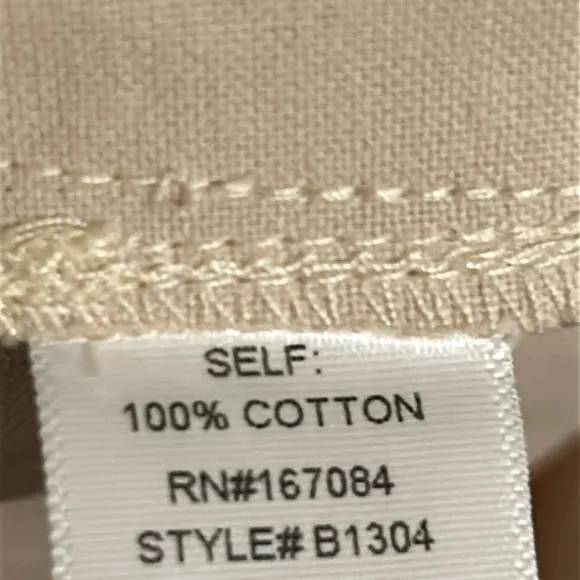 SELF:
100% COTTON
RN#167084
STYLE# B1304